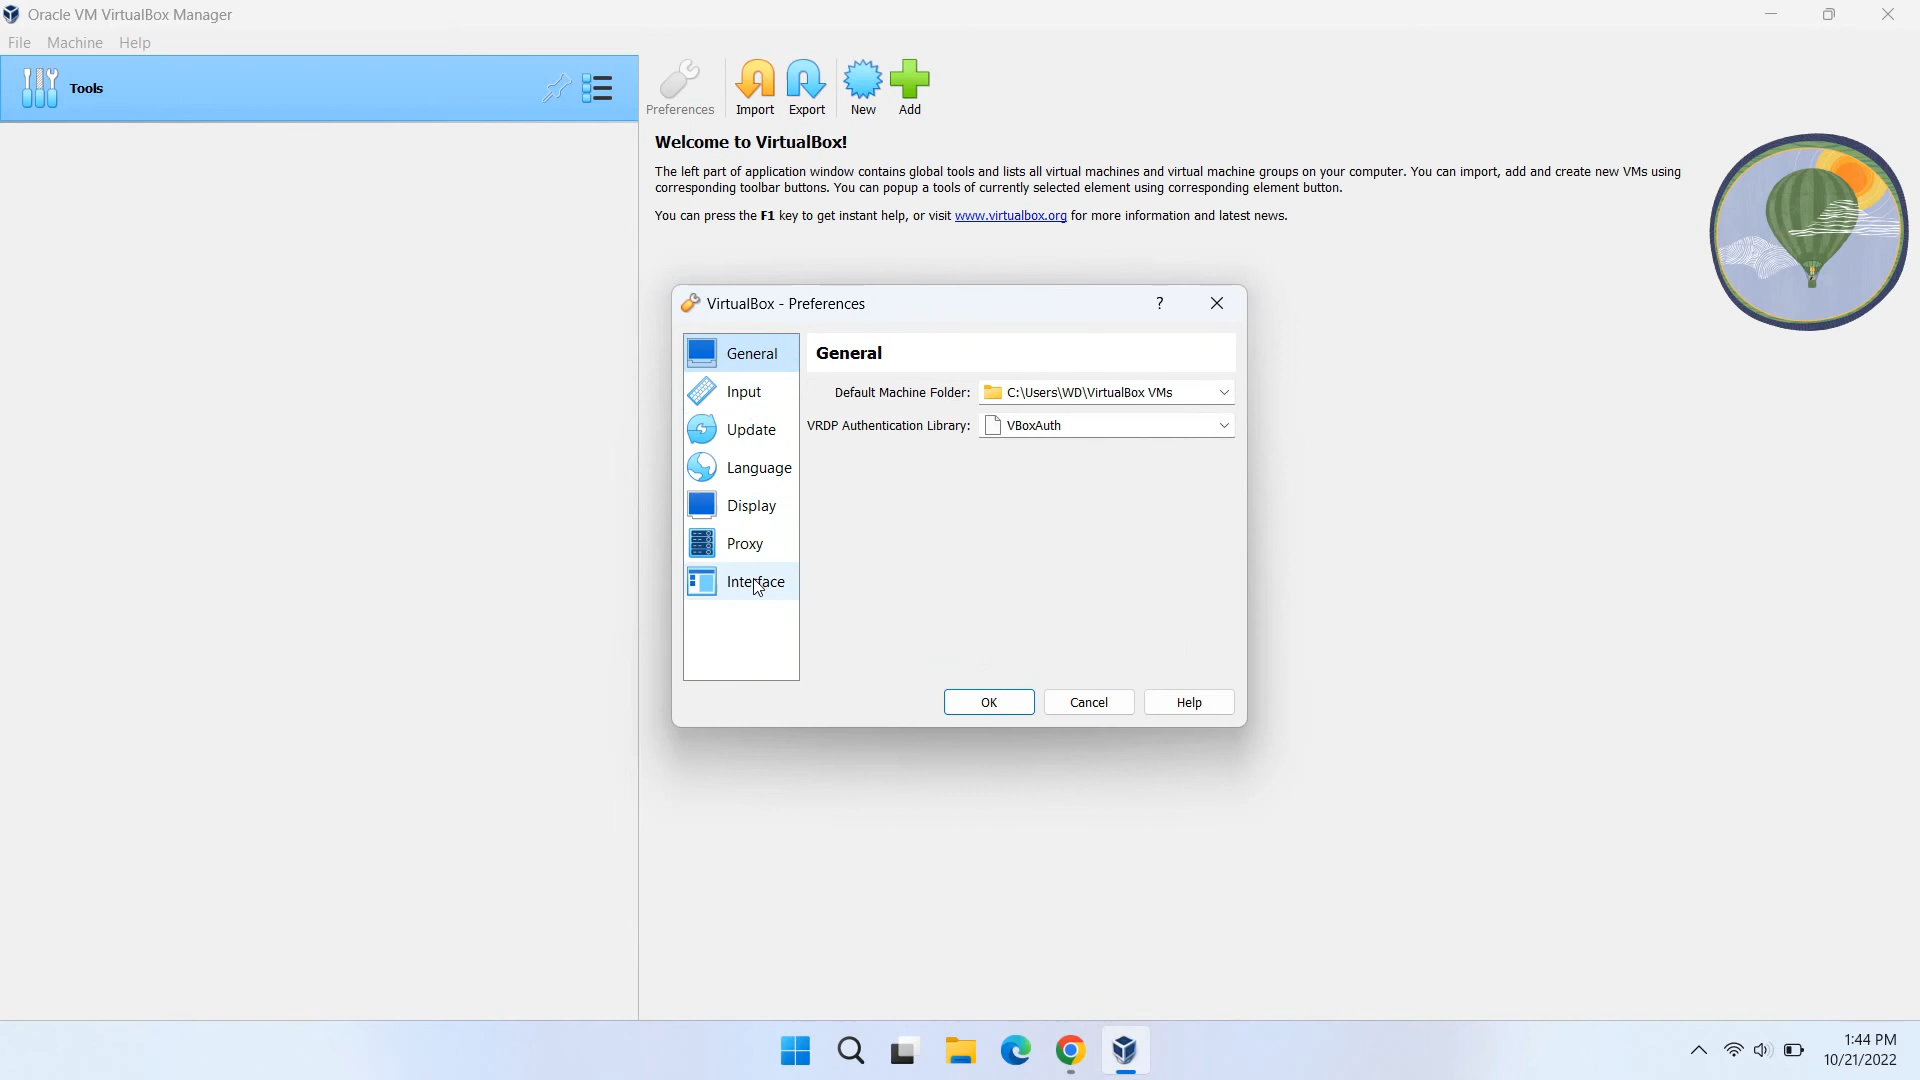 Oracle VM VirtualBox Manager
File Machine Help
Tools
Preferences Import Export New Add
Welcome to VirtualBox!
The left part of application window contains global tools and lists all virtual machines and virtual machine groups on your computer. You can import, add and create new VMs using
corresponding toolbar buttons. You can popup a tools of currently selected element using corresponding element button.
You can press the F1 key to get instant help, or visit www.virtualbox.org for more information and latest news.
VirtualBox - Preferences ?
General
Input
Update
Language
Display
Proxy
Interface
General
Default Machine Folder: C:\Users\WD\VirtualBox VMs
VRDP Authentication Library: VBoxAuth
OK Cancel Help
1:44 PM
10/21/2022